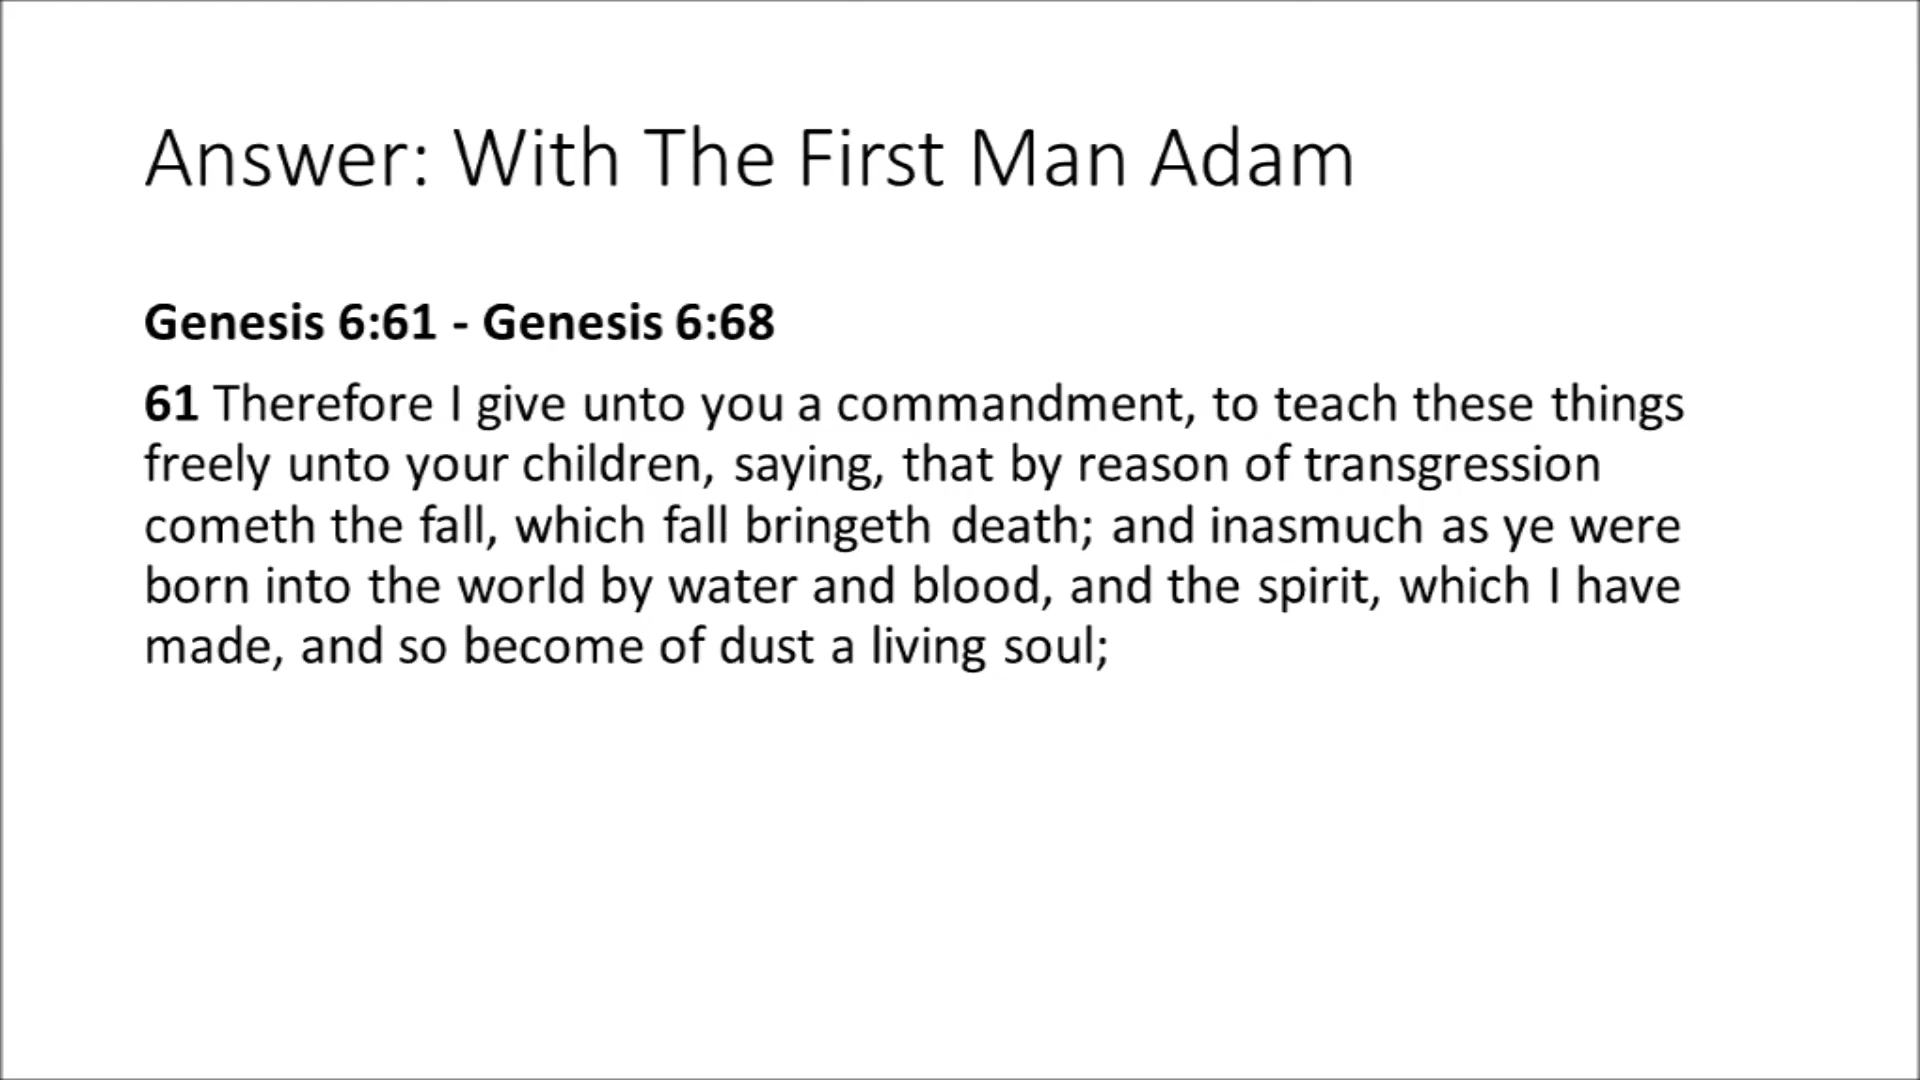 Answer: With The First Man Adam
Genesis 6:61 - Genesis 6:68
61 Therefore I give unto you a commandment, to teach these things
freely unto your children, saying, that by reason of transgression
cometh the fall, which fall bringeth death; and inasmuch as ye were
born into the world by water and blood, and the spirit, which I have
made, and so become of dust a living soul;